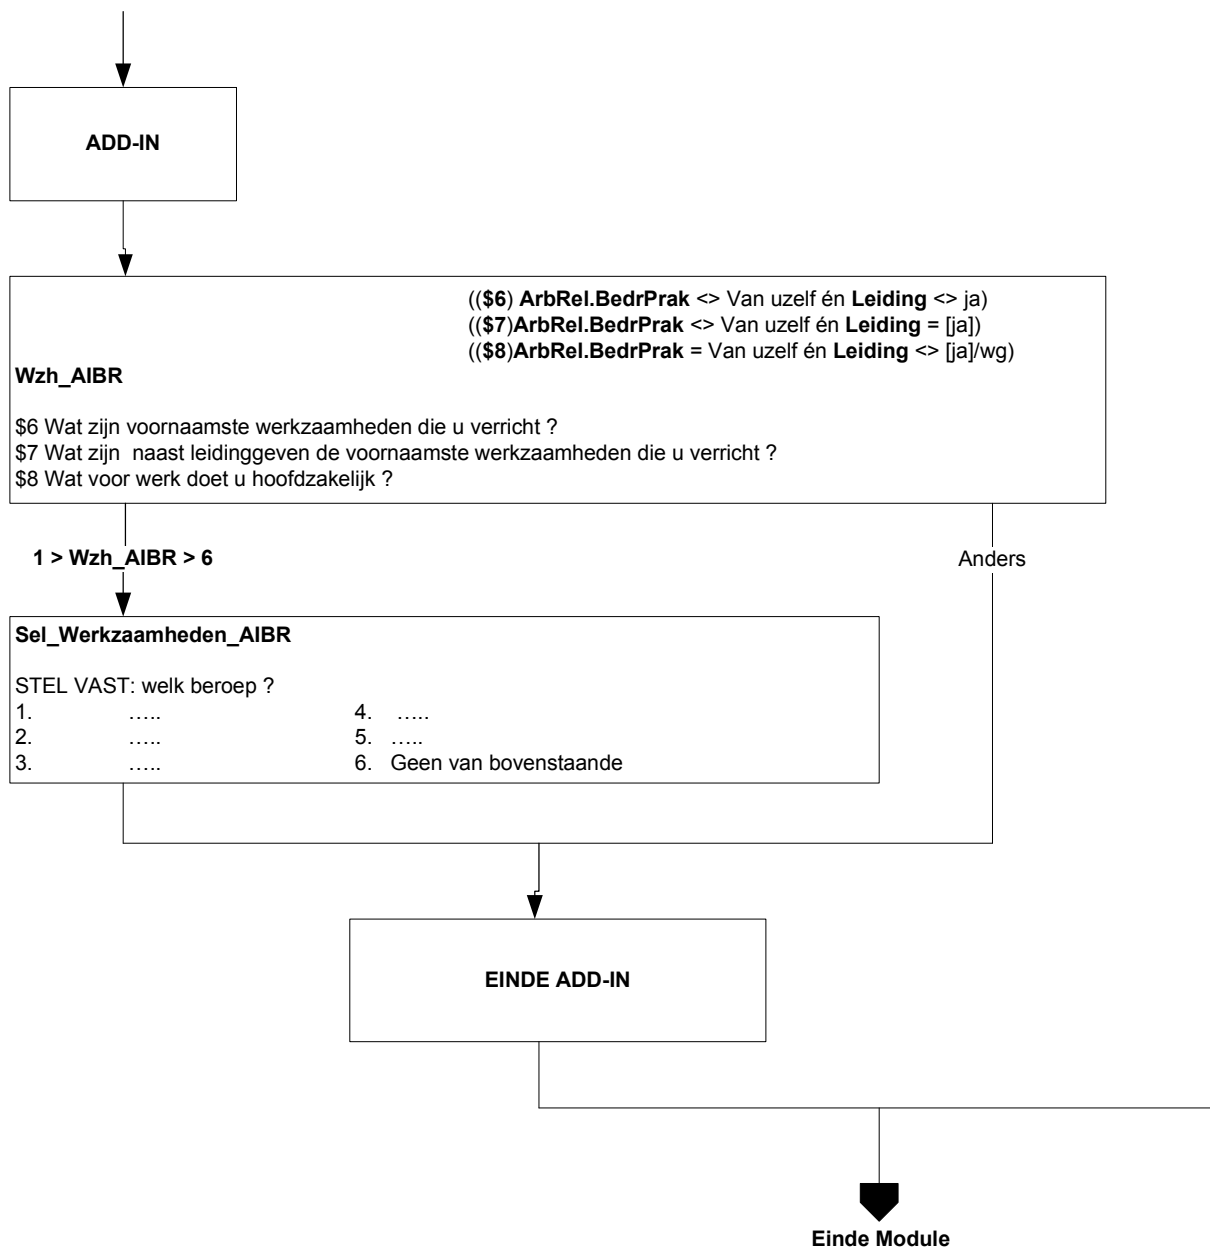 ADD-IN
(($6) ArbRel.BedrPrak <> Van uzelf én Leiding <> ja)
(($7)ArbRel.BedrPrak <> Van uzelf én Leiding = [ja])
(($8)ArbRel.BedrPrak = Van uzelf én Leiding <> [ja]/wg)
Wzh_AIBR
$6 Wat zijn voornaamste werkzaamheden die u verricht ?
$7 Wat zijn  naast leidinggeven de voornaamste werkzaamheden die u verricht ?
$8 Wat voor werk doet u hoofdzakelijk ?
1 > Wzh_AIBR > 6
Anders
Sel_Werkzaamheden_AIBR
STEL VAST: welk beroep ?
1. ….. 4. …..
2. ….. 5. …..
3. ….. 6. Geen van bovenstaande
EINDE ADD-IN
Einde Module